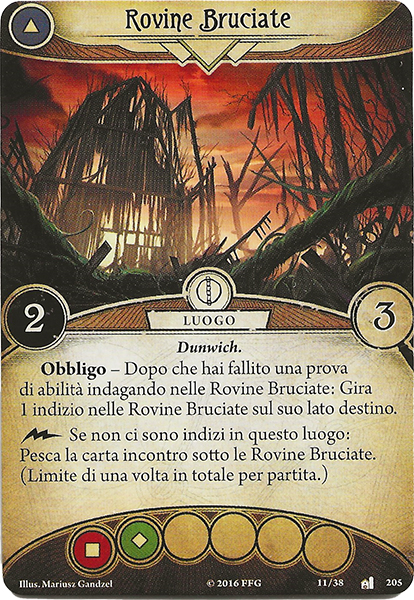 Rovine Bruciate
2
LUOGO
3
Dunwich.
Obbligo – Dopo che hai fallito una prova
di abilità indagando nelle Rovine Bruciate: Gira
1 indizio nelle Rovine Bruciate sul suo lato destino.
Se non ci sono indizi in questo luogo:
Pesca la carta incontro sotto le Rovine Bruciate.
(Limite di una volta in totale per partita.)
Illus. Mariusz Gandzel
© 2016 FFG
11/38
205